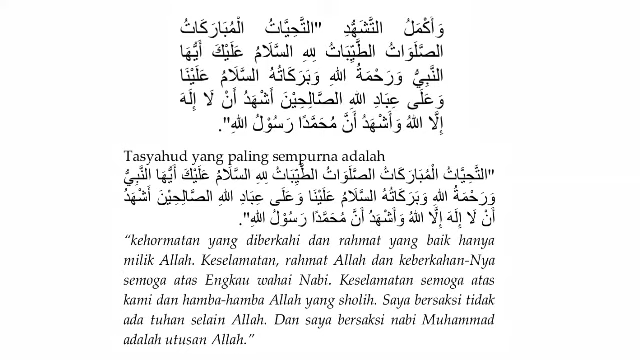 وَأَكْمَلُ التَّشَهُّدِ "التَّحِيَّاتُ الْمُبَارَكَاتُ
الصَّلَوَاتُ الطَّيِّبَاتُ لِلهِ السَّلَامُ عَلَيْكَ أَيُّهَا
النَّبِيُّ وَرَحْمَةُ اللهِ وَبَرَكَاتُهُ السَّلَامُ عَلَيْنَا
وَعَلَى عِبَادِ اللهِ الصَّالِحِيْنَ أَشْهَدُ أَنْ لَا إِلَهَ
إِلَّا اللهُ وَأَشْهَدُ أَنَّ مُحَمَّدًا رَسُوْلُ اللهِ".
Tasyahud yang paling sempurna adalah
"التَّحِيَّاتُ الْمُبَارَكَاتُ الصَّلَوَاتُ الطَّيِّبَاتُ لِلهِ السَّلَامُ عَلَيْكَ أَيُّهَا النَّبِيُّ
وَرَحْمَةُ اللهِ وَبَرَكَاتُهُ السَّلَامُ عَلَيْنَا وَعَلَى عِبَادِ اللهِ الصَّالِحِيْنَ أَشْهَدُ
أَنْ لَا إِلَهَ إِلَّا اللهُ وَأَشْهَدُ أَنَّ مُحَمَّدًا رَسُوْلُ اللهِ".
“kehormatan yang diberkahi dan rahmat yang baik hanya
milik Allah. Keselamatan, rahmat Allah dan keberkahan-Nya
semoga atas Engkau wahai Nabi. Keselamatan semoga atas
kami dan hamba-hamba Allah yang sholih. Saya bersaksi tidak
ada tuhan selain Allah. Dan saya bersaksi nabi Muhammad
adalah utusan Allah.”